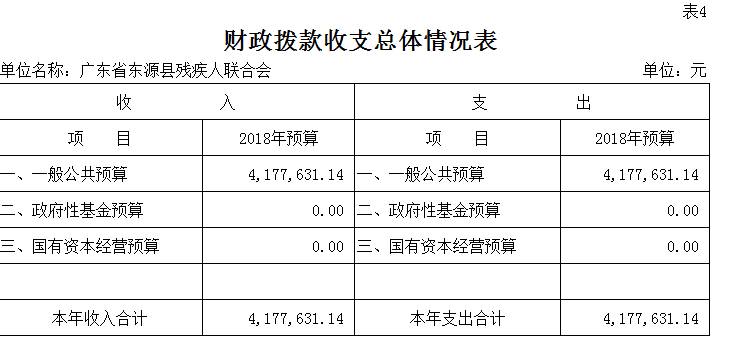 表4
财政拨款收支总体情况表
单位名称：广东省东源县残疾人联合会 单位：元
收 入 支 出
项 目 2018年预算 项 目 2018年预算
一、一般公共预算 4,177,631.14 一、一般公共预算 4,177,631.14
二、政府性基金预算 0.00 二、政府性基金预算 0.00
三、国有资本经营预算 0.00 三、国有资本经营预算 0.00
本年收入合计 4,177,631.14 本年支出合计 4,177,631.14